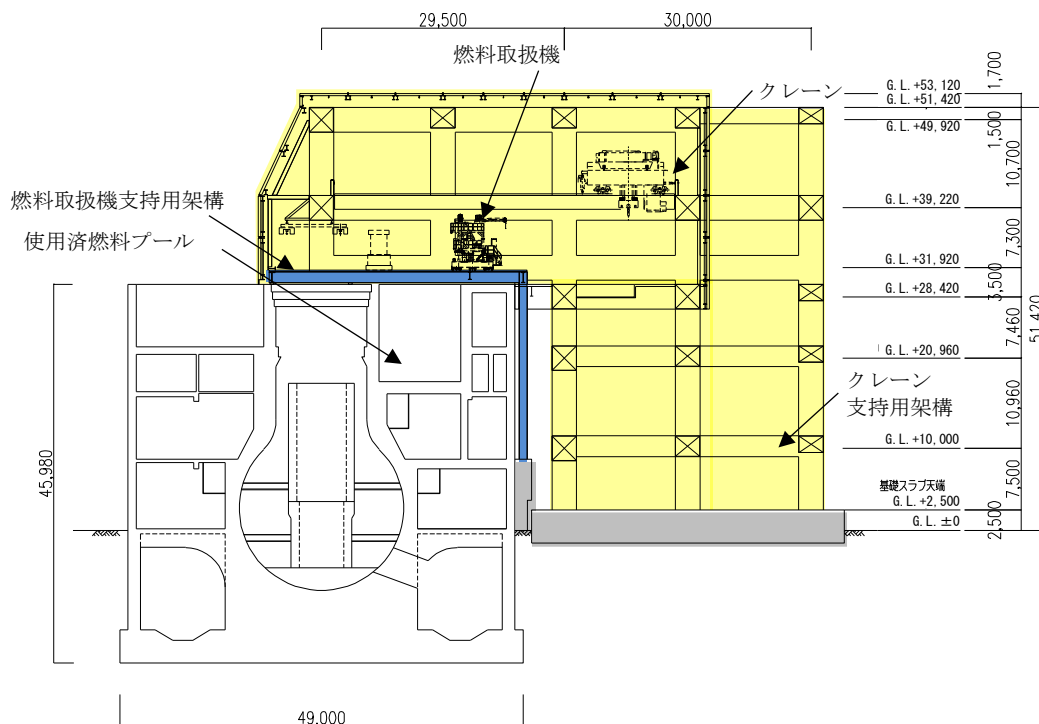 29,500
30,000
燃料取扱機
クレーン
燃料取扱機支持用架構
使用済燃料プール
クレーン
支持用架構
G.L.+53,120
G.L.+51,420
G.L.+49,920
G.L.+39,220
G.L.+31,920
G.L.+28,420
G.L.+20,960
G.L.+10,000
基礎スラブ天端
G.L.+2,500
G.L.±0
1,700
1,500
10,700
7,300
3,500
7,460
10,960
7,500
2,500
51,420
45,980
49,000